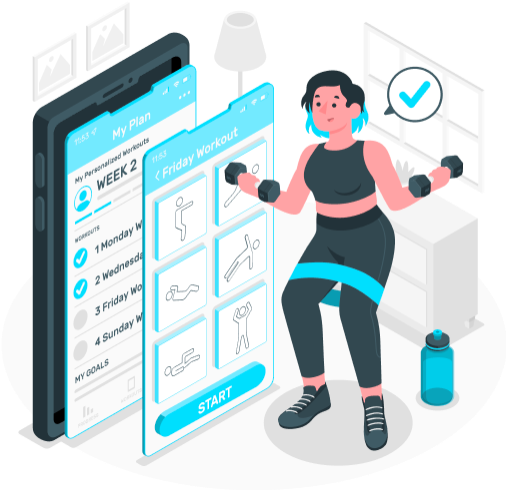 11:53
My Plan
My Personalized Workouts
WEEK 2
WORKOUTS
1 Monday W
2 Wednesda
3 Friday Wo
4 Sunday W
MY GOALS
11:53
Friday Workout
START